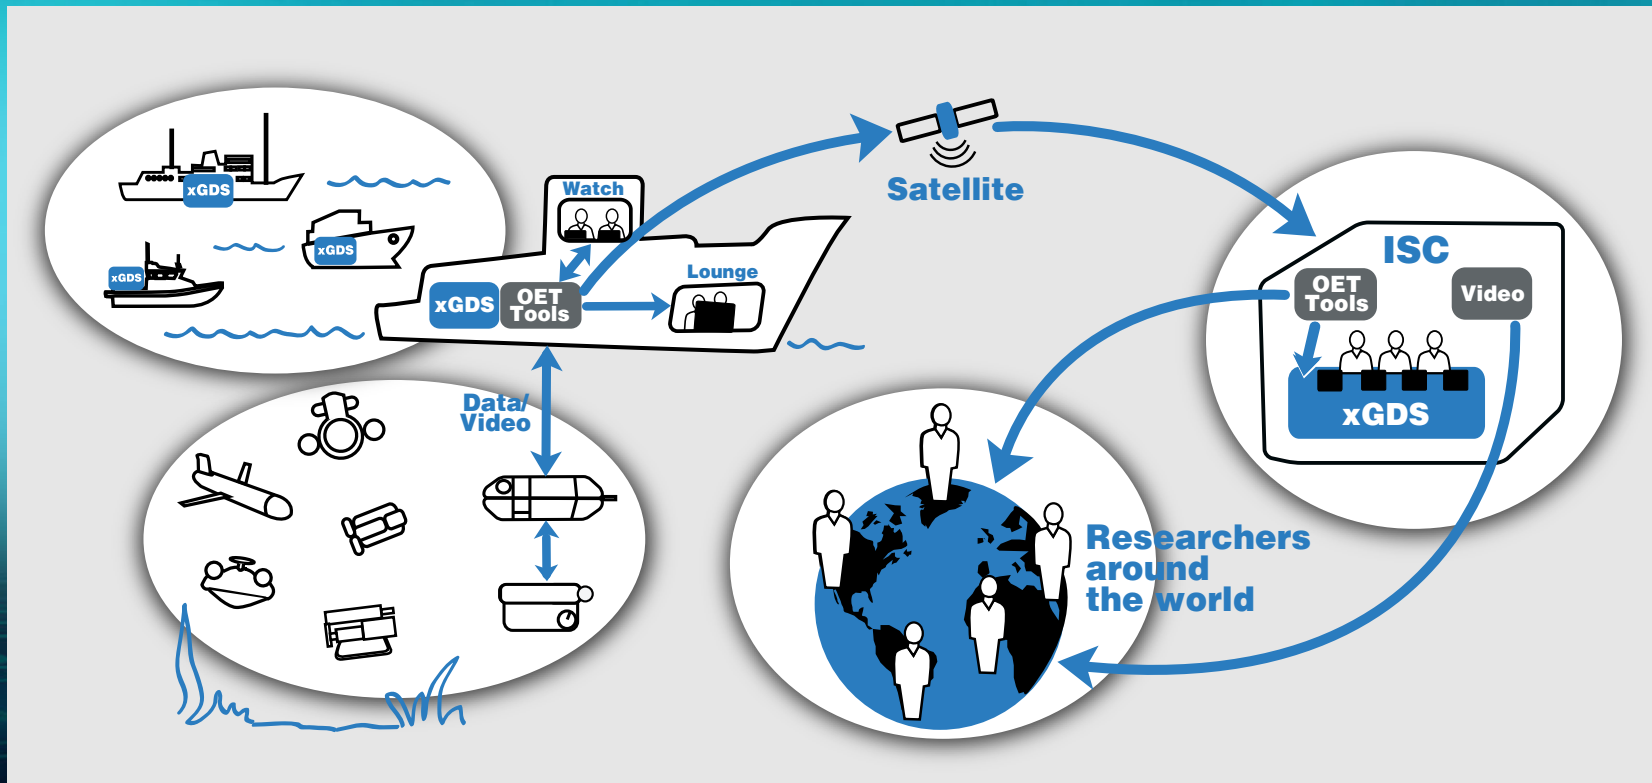 xGDS
xGDS
xGDS
Watch
Lounge
xGDS
OET
Tools
Data/
Video
Satellite
ISC
OET
Tools
Video
xGDS
Researchers
around
the world